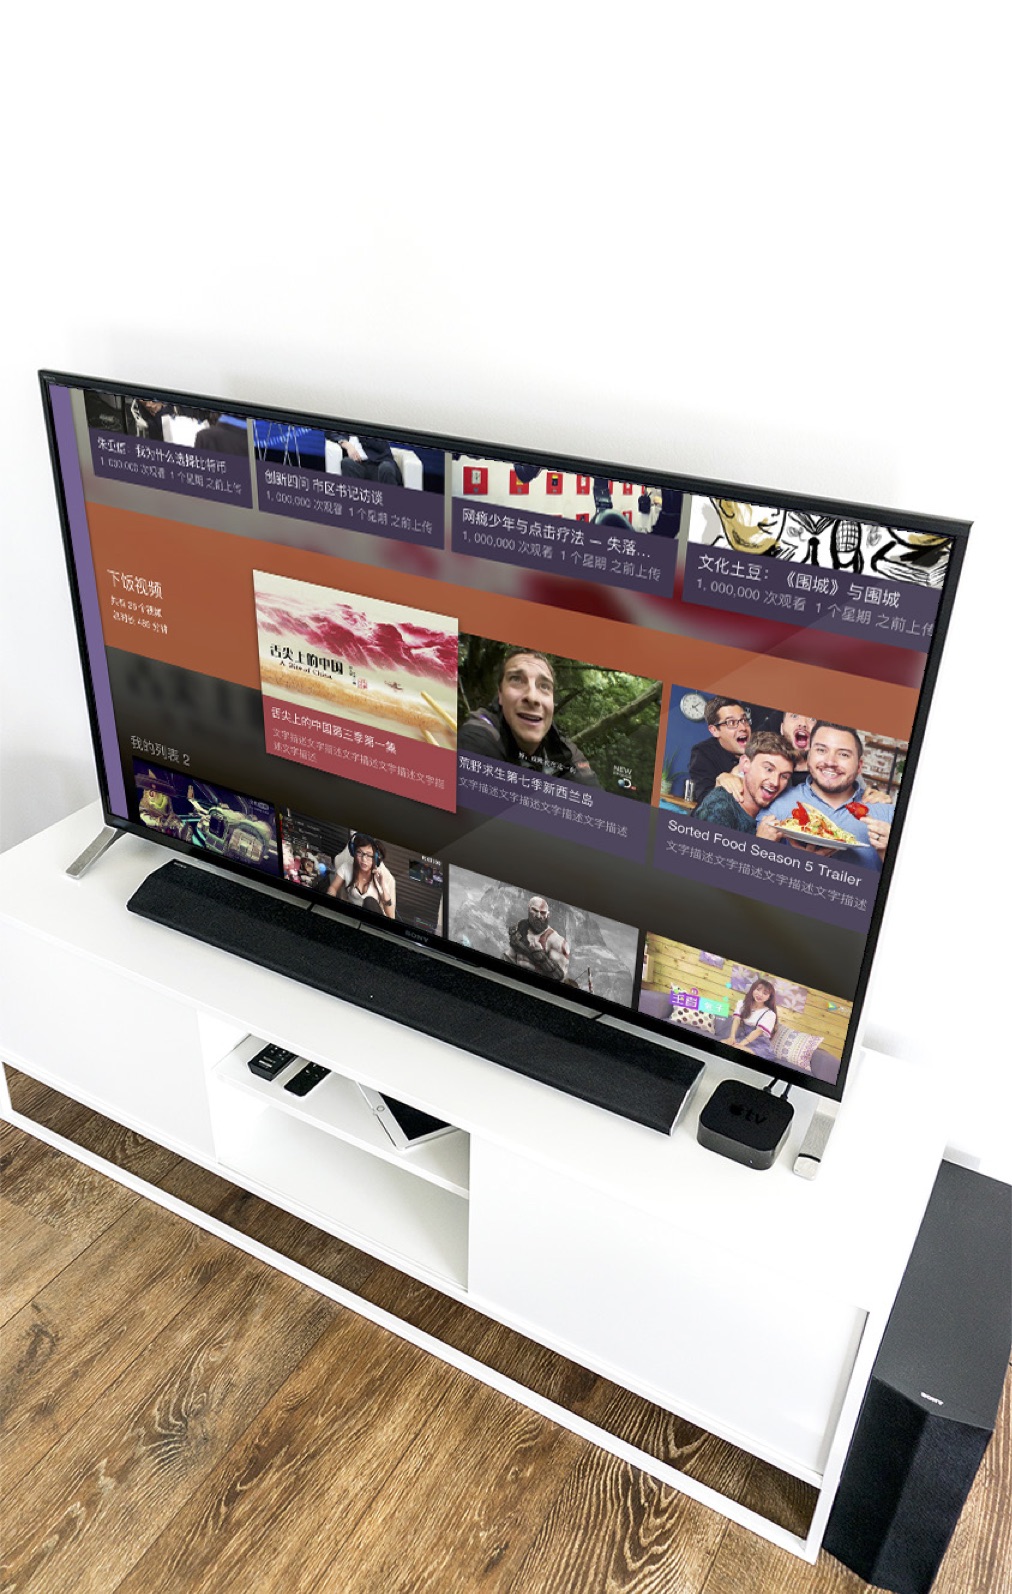 我为什么选择比特币
1,000,000 次观看 1个星期 之前上传
创新四问 市区书记访谈
1,000,000 次观看 1个星期 之前上传
网瘾少年与点击疗法 — 失落...
1,000,000 次观看 1个星期 之前上传
文化土豆：《围城》与围城
1,000,000 次观看 1个星期 之前上传
下饭视频
共有 20 个视频
总时长 480 分钟
舌尖上的中国
A Bite of China
舌尖上的中国第三季第一集
文字描述文字描述文字描述文字描述文字描
述文字描述
NEW
荒野求生第七季新西兰岛
文字描述文字描述文字描述文字描述
Sorted Food Season 5 Trailer
文字描述文字描述文字描述文字描述
我的列表 2
主直
SONY
tv
SONY